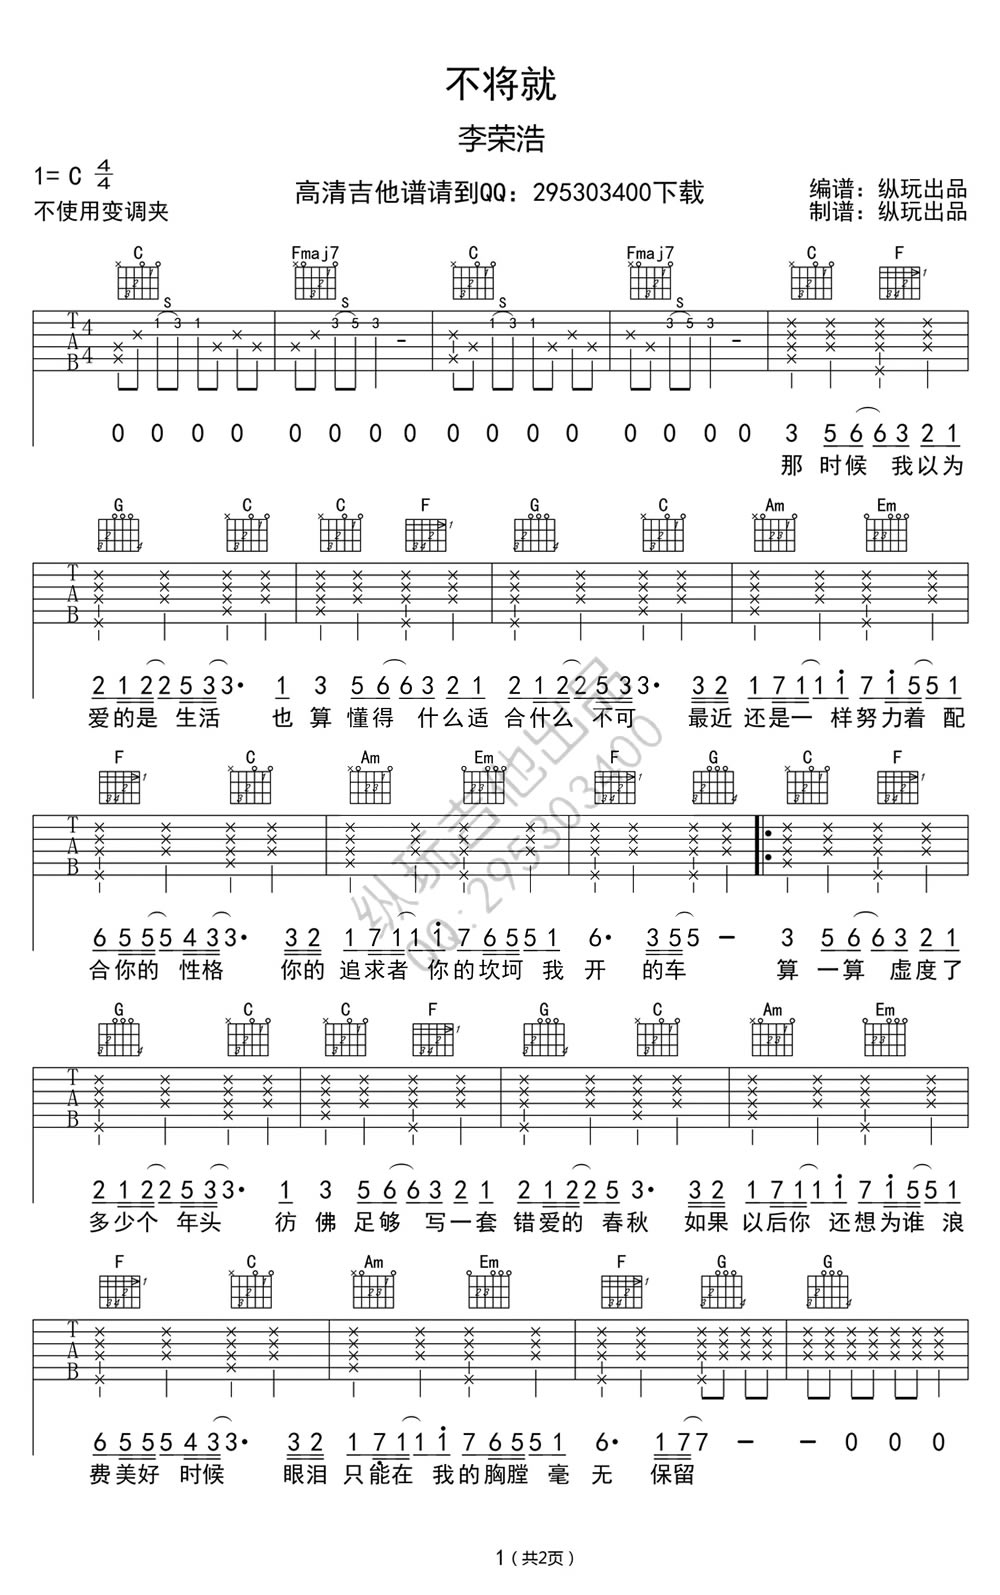 不将就
李荣浩
1= C 4/4
高清吉他谱请到QQ：295303400下载
编谱：纵玩出品
不使用变调夹
制谱：纵玩出品
C Fmaj7 C Fmaj7 C F
S S S S
T A B 4 4 1 3 1 3 5 3 1 3 1 3 5 3
0 0 0 0 0 0 0 0 0 0 0 0 0 0 0 0 3 5 6 6 3 2 1
那 时候 我以为
G C C F G C Am Em
T A B
2 1 2 2 5 3 3· 1 3 5 6 6 3 2 1 2 1 2 2 5 3 3· 3 2 1 7 1 1 i 7 i 5 5 1
爱的是 生活 也 算 懂得 什么适 合什么 不可 最近 还是一 样努力着 配
F C Am Em F G C F
T A B
6 5 5 5 4 3 3· 3 2 1 7 1 1 i 7 6 5 5 1 6· 3 5 5 － 3 5 6 6 3 2 1
合你的 性格 你的 追求者 你的坎坷 我 开 的车 算 一算 虚度了
纵玩吉他出品
QQ:295303400
G C C F G C Am Em
T A B
2 1 2 2 5 3 3· 1 3 5 6 6 3 2 1 2 1 2 2 5 3· 3 2 1 7 1 1 i 7 i 5 5 1
多少个 年头 彷 佛 足够 写一套 错爱的 春秋 如果 以后你 还想为谁 浪
F C Am Em F G G
T A B
6 5 5 5 4 3 3· 3 2 1 7 1 1 i 7 6 5 5 1 6· 1 7 7 － － 0 0 0
费美好 时候 眼泪 只能在 我的胸膛 毫 无 保留
1（共2页）